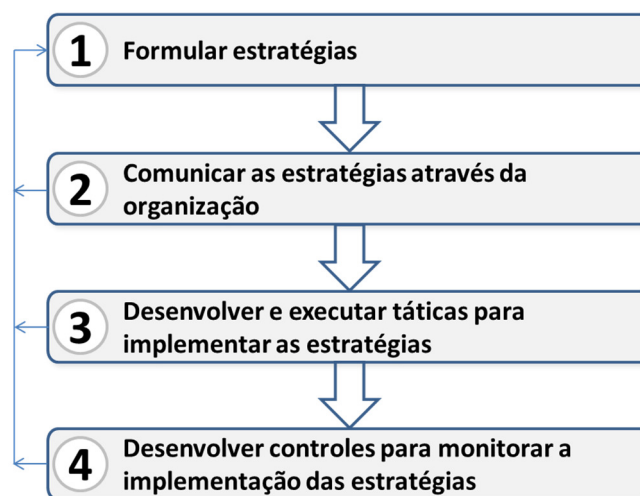 1 Formular estratégias
2 Comunicar as estratégias através da
organização
3 Desenvolver e executar táticas para
implementar as estratégias
4 Desenvolver controles para monitorar a
implementação das estratégias